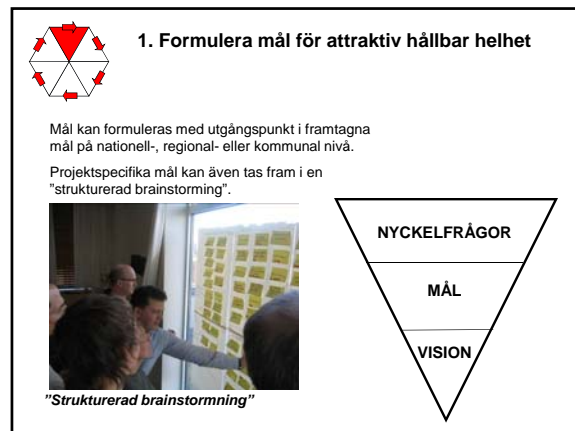 1. Formulera mål för attraktiv hållbar helhet
Mål kan formuleras med utgångspunkt i framtagna
mål på nationell-, regional- eller kommunal nivå.
Projektspecifika mål kan även tas fram i en
”strukturerad brainstorming”.
NYCKELFRÅGOR
MÅL
VISION
”Strukturerad brainstormning”